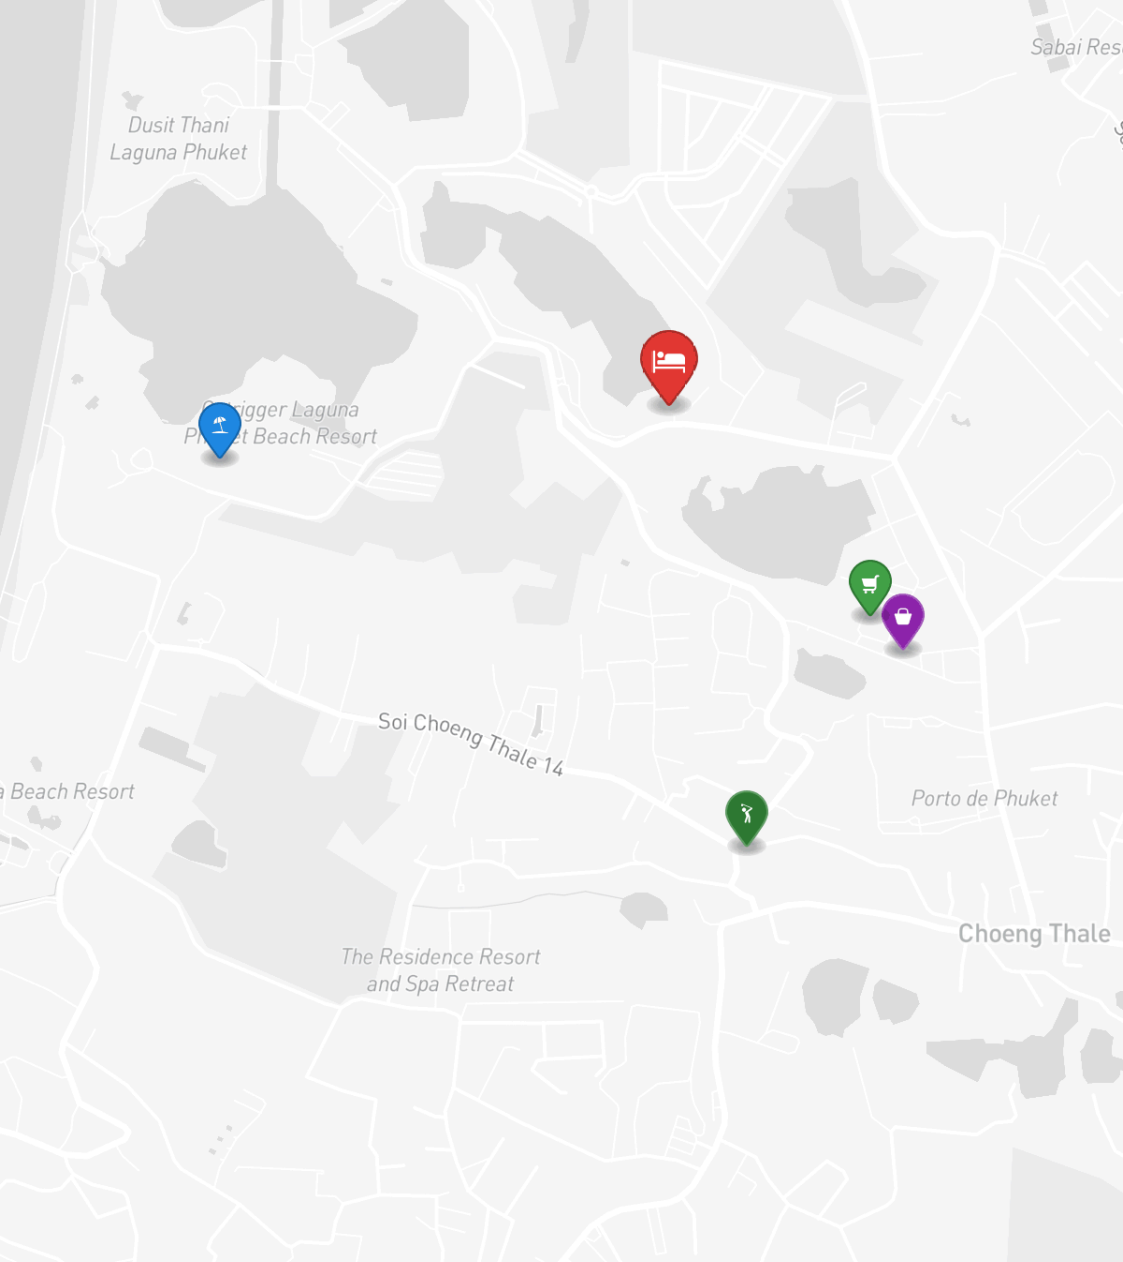 Sabai Res
Dusit Thani
Laguna Phuket
Laguna
Beach Resort
Soi Choeng Thale 14
a Beach Resort
Porto de Phuket
Choeng Thale
The Residence Resort
and Spa Retreat